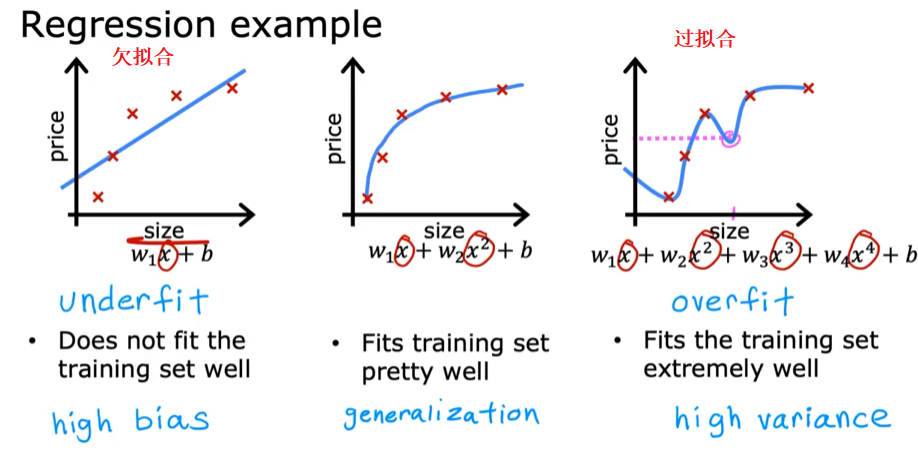 Regression example
欠拟合
price
size
w₁x + b
underfit
• Does not fit the
training set well
high bias
price
size
w₁x + w₂x² + b
• Fits training set
pretty well
generalization
过拟合
price
size
w₁x + w₂x² + w₃x³ + w₄x⁴ + b
overfit
• Fits the training set
extremely well
high variance